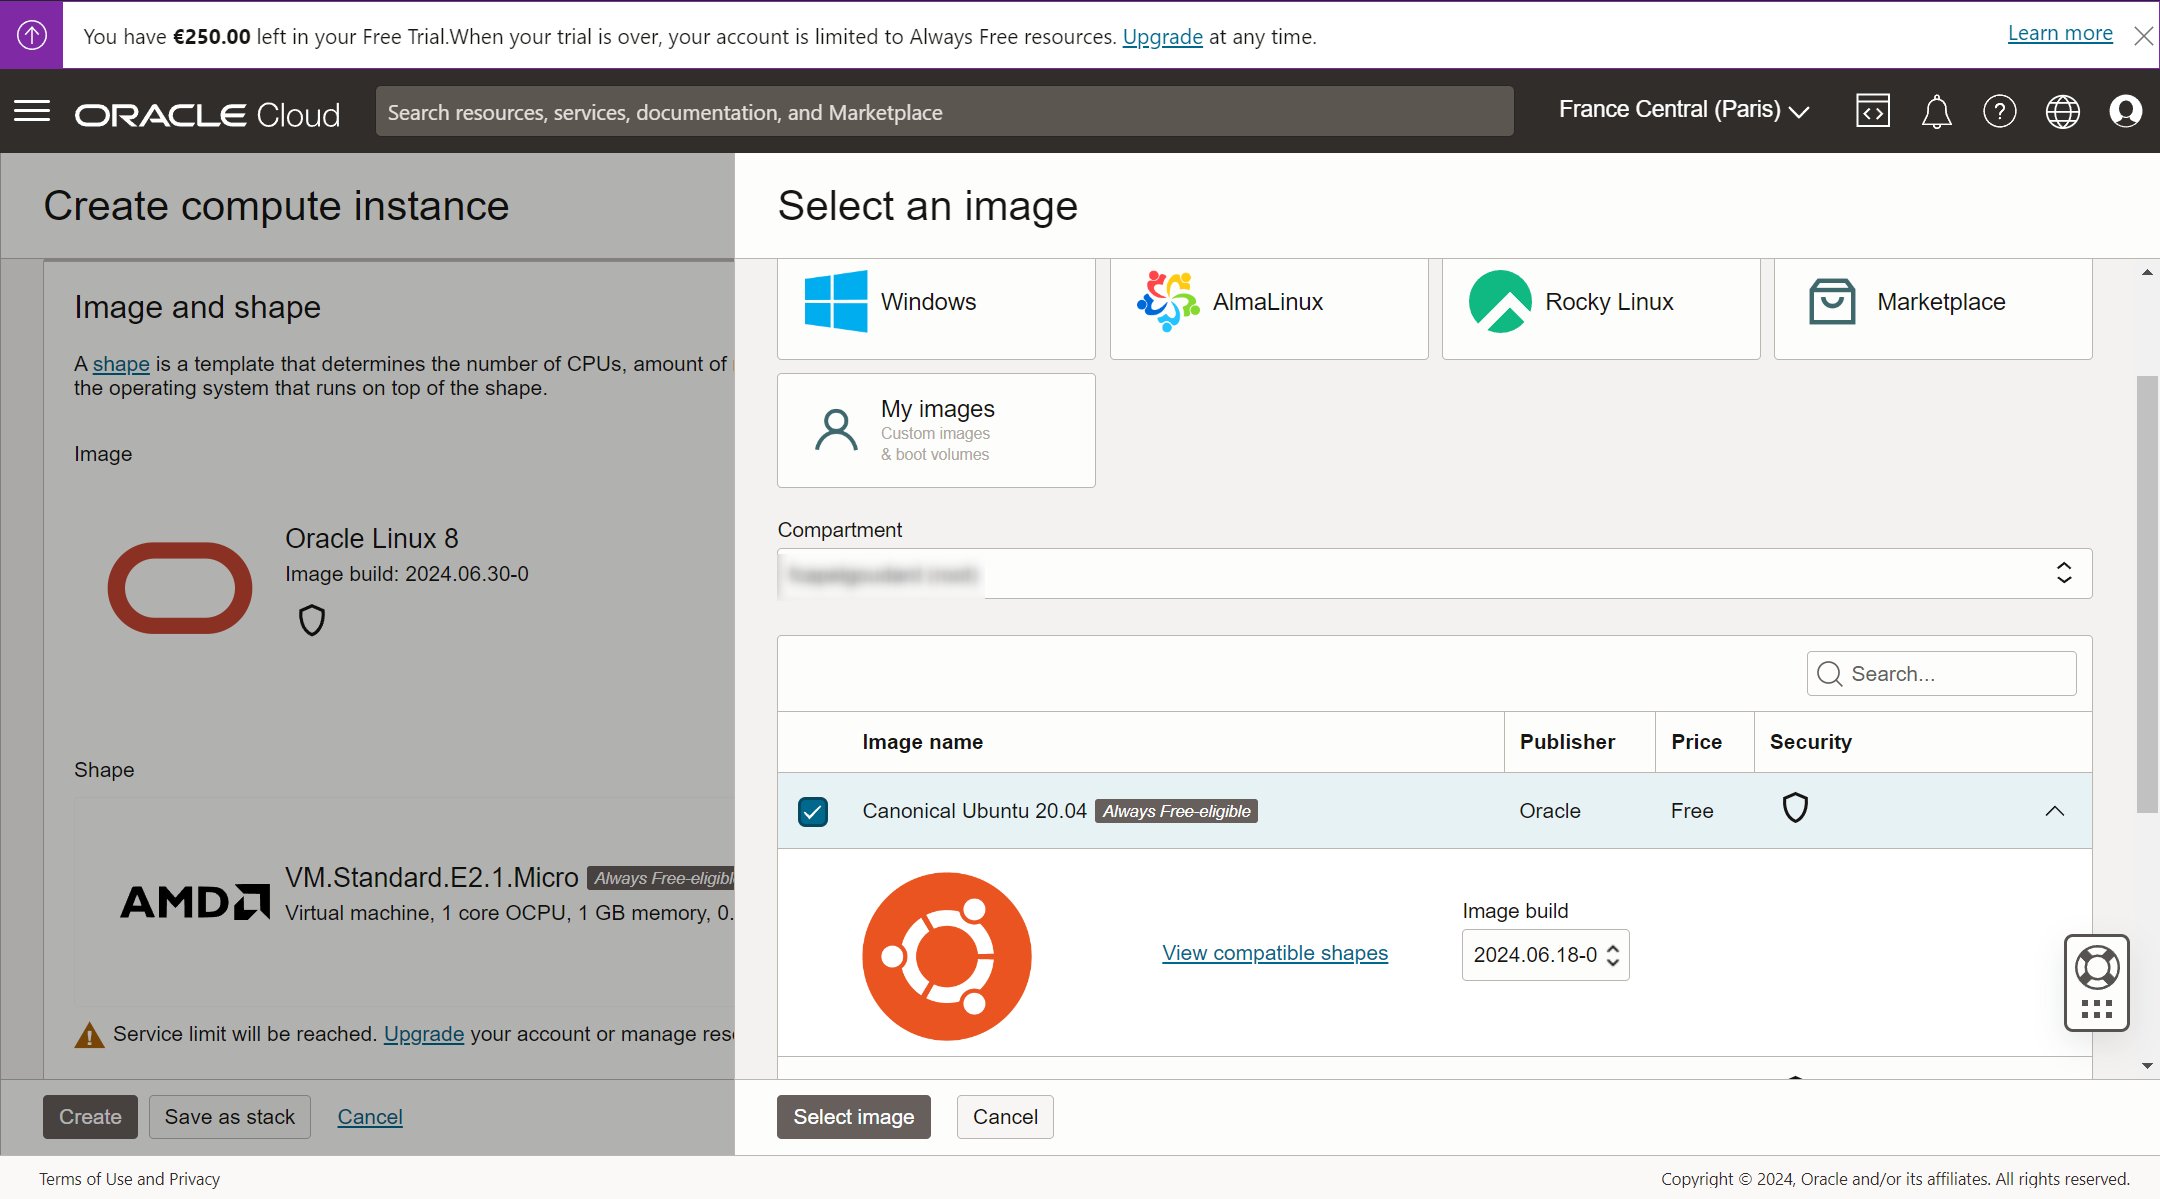 You have €250.00 left in your Free Trial.When your trial is over, your account is limited to Always Free resources. Upgrade at any time.
Learn more
ORACLE Cloud
Search resources, services, documentation, and Marketplace
France Central (Paris)
Create compute instance
Image and shape
A shape is a template that determines the number of CPUs, amount of
the operating system that runs on top of the shape.
Image
Oracle Linux 8
Image build: 2024.06.30-0
Shape
AMD
VM.Standard.E2.1.Micro Always Free-eligibl
Virtual machine, 1 core OCPU, 1 GB memory, 0.
Service limit will be reached. Upgrade your account or manage res
Create
Save as stack
Cancel
Select an image
Windows
AlmaLinux
Rocky Linux
Marketplace
My images
Custom images
& boot volumes
Compartment
Search...
Image name
Publisher
Price
Security
Canonical Ubuntu 20.04 Always Free-eligible
Oracle
Free
View compatible shapes
Image build
2024.06.18-0
Select image
Cancel
Terms of Use and Privacy
Copyright © 2024, Oracle and/or its affiliates. All rights reserved.